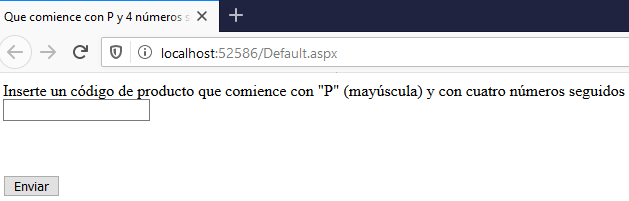 Que comience con P y 4 números s
localhost:52586/Default.aspx
Inserte un código de producto que comience con "P" (mayúscula) y con cuatro números seguidos
Enviar